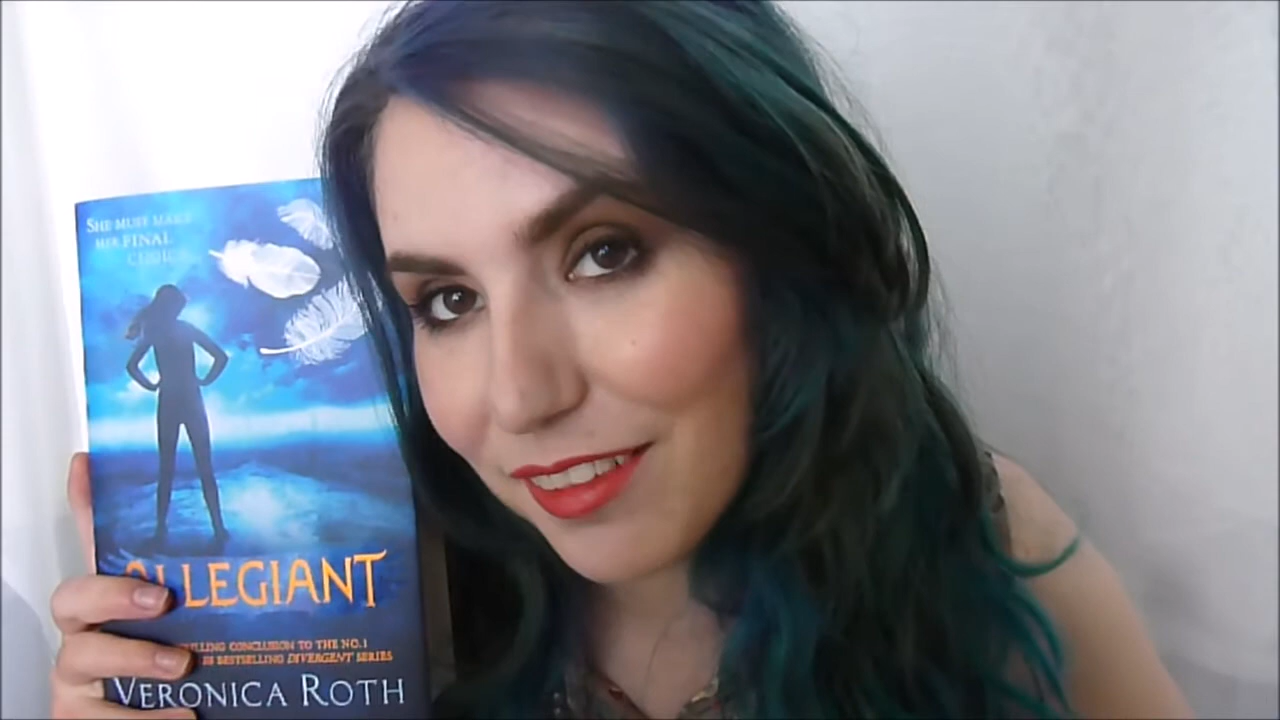 SHE MUST MAKE
HER FINAL
CHOICE
ALLEGIANT
CONCLUSION TO THE NO.1
BESTSELLING DIVERGENT SERIES
VERONICA ROTH